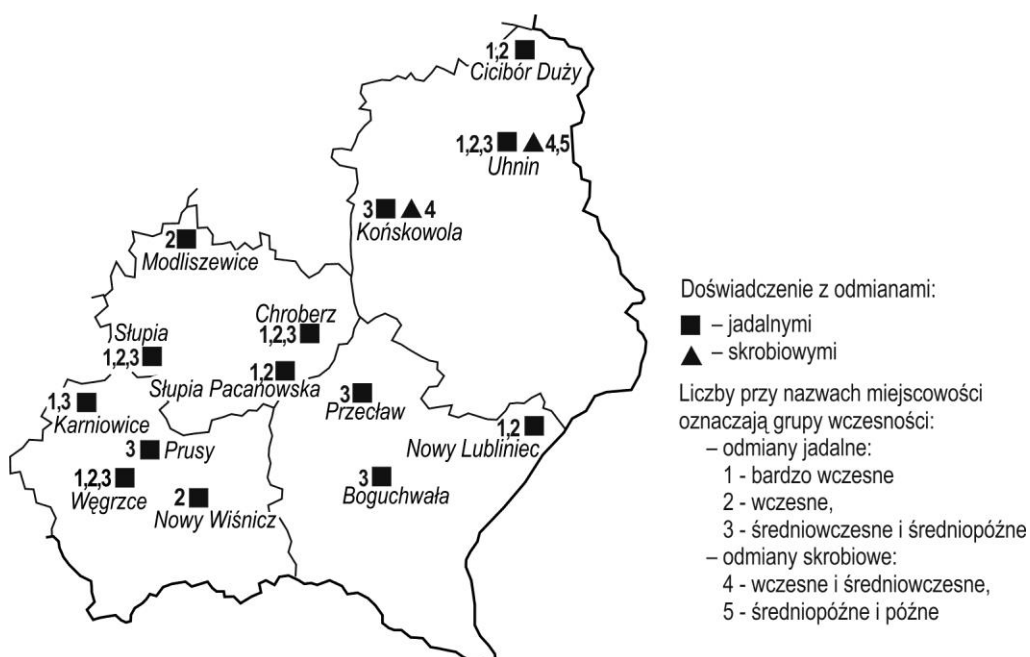 1,2
Cicibór Duży
1,2,3
4,5
Uhnin
3
4
Końskowola
2
Modliszewice
Chroberz
1,2,3
Słupia
1,2,3
1,2
Słupia Pacanowska
1,3
Karniowice
3
Przecław
1,2
Nowy Lubliniec
3 Prusy
1,2,3
Węgrzce
2
Nowy Wiśnicz
3
Boguchwała
Doświadczenie z odmianami:
– jadalnymi
– skrobiowymi
Liczby przy nazwach miejscowości
oznaczają grupy wczesności:
– odmiany jadalne:
1 - bardzo wczesne
2 - wczesne,
3 - średniowczesne i średniopóźne
– odmiany skrobiowe:
4 - wczesne i średniowczesne,
5 - średniopóźne i późne